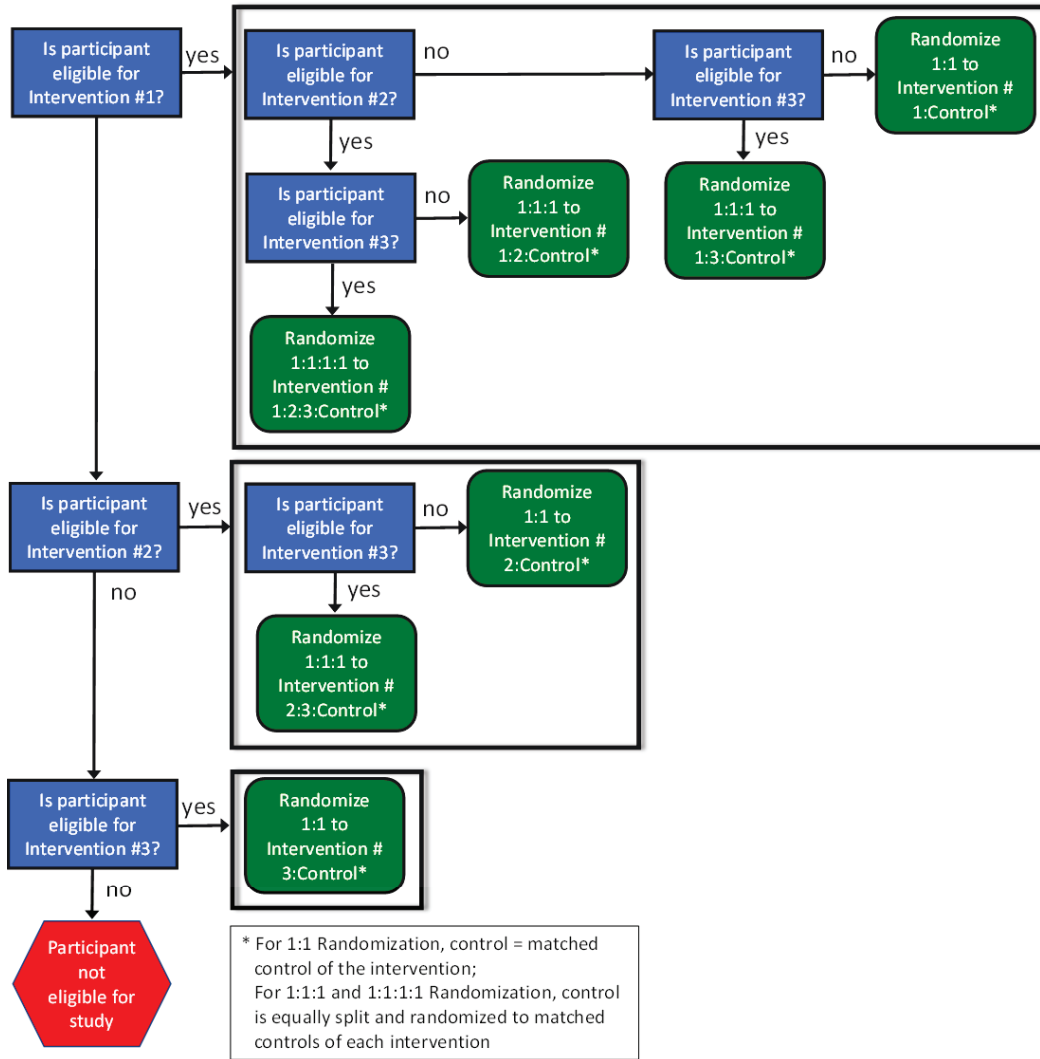 Is participant
eligible for
Intervention #1?
yes
Is participant
eligible for
Intervention #2?
no
Is participant
eligible for
Intervention #3?
no
Randomize
1:1 to
Intervention #
1:Control*
yes
yes
Is participant
eligible for
Intervention #3?
no
Randomize
1:1:1 to
Intervention #
1:2:Control*
Randomize
1:1:1 to
Intervention #
1:3:Control*
yes
Randomize
1:1:1:1 to
Intervention #
1:2:3:Control*
Is participant
eligible for
Intervention #2?
yes
Is participant
eligible for
Intervention #3?
no
Randomize
1:1 to
Intervention #
2:Control*
no
yes
Randomize
1:1:1 to
Intervention #
2:3:Control*
Is participant
eligible for
Intervention #3?
yes
Randomize
1:1 to
Intervention #
3:Control*
no
Participant
not
eligible for
study
* For 1:1 Randomization, control = matched
control of the intervention;
For 1:1:1 and 1:1:1:1 Randomization, control
is equally split and randomized to matched
controls of each intervention